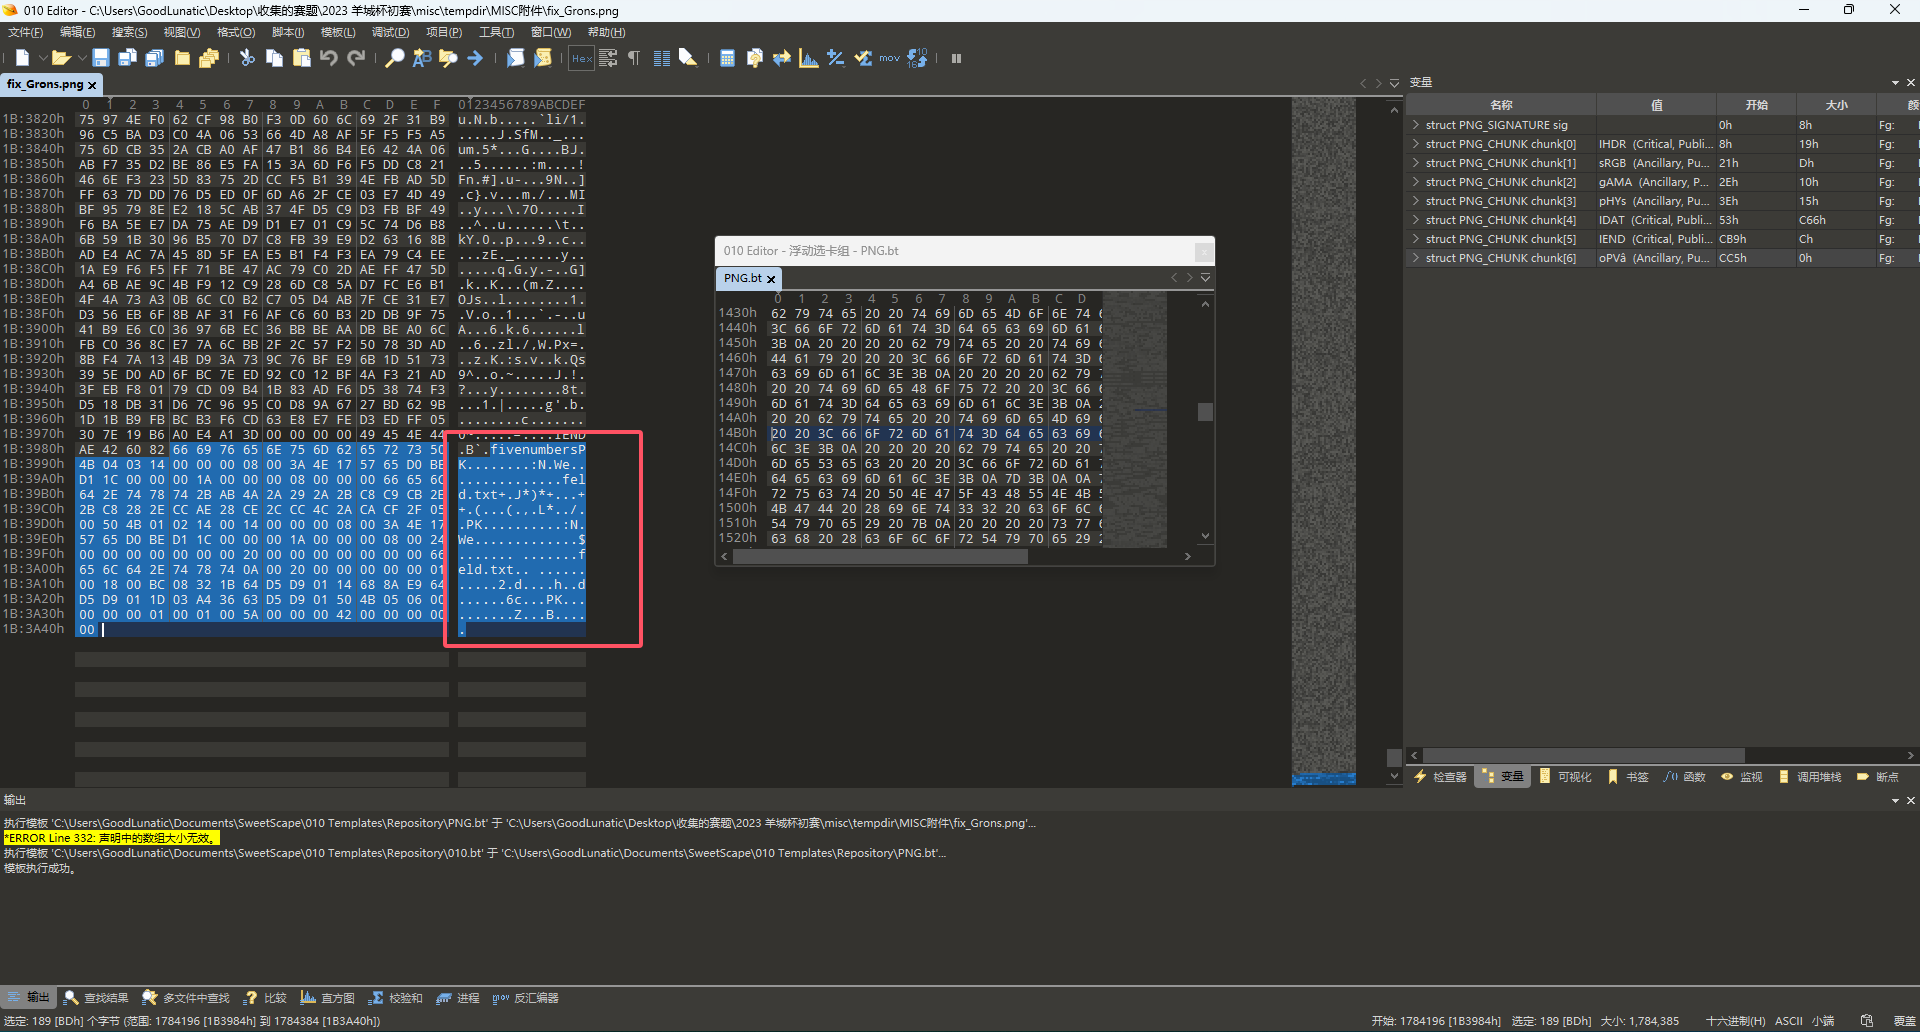 010 Editor - C:\Users\GoodLunatic\Desktop\收集的赛题\2023 羊城杯初赛\misc\tempdir\MISC附件\fix_Grons.png
文件(F) 编辑(E) 搜索(S) 视图(V) 格式(O) 脚本(I) 模板(L) 调试(D) 项目(P) 工具(T) 窗口(W) 帮助(H)
fix_Grons.png
变量
0 1 2 3 4 5 6 7 8 9 A B C D E F 0123456789ABCDEF
1B:3820h 75 97 4E F0 62 CF 98 B0 F3 0D 60 6C 69 2F 31 B9 u.N.b.....`li/1.
1B:3830h 96 C5 BA D3 C0 4A 06 53 66 4D A8 AF 5F F5 F5 A5 .....J.SfM.._...
1B:3840h 75 6D CB 35 2A CB A0 AF 47 B1 86 B4 E6 42 4A 06 um.5*...G....BJ.
1B:3850h AB F7 35 D2 BE 86 E5 FA 15 3A 6D F6 F5 DD C8 21 ..5......:m....!
1B:3860h 46 6E F3 23 5D 83 75 2D CC F5 B1 39 4E FB AD 5D Fn.#].u-...9N..]
1B:3870h FF 63 7D DD 76 D5 ED 0F 6D A6 2F CE 03 E7 4D 49 .c}.v...m./...MI
1B:3880h BF 95 79 8E E2 18 5C AB 37 4F D5 C9 D3 FB BF 49 ..y...\.7O.....I
1B:3890h F6 BA 5E E7 DA 75 AE D9 D1 E7 01 C9 5C 74 D6 B8 ..^..u......\t..
1B:38A0h 6B 59 1B 30 96 B5 70 D7 C8 FB 39 E9 D2 63 16 8B kY.0..p...9..c..
1B:38B0h AD E4 AC 7A 45 8D 5F EA E5 B1 F4 F3 EA 79 C4 EE ...zE._......y..
1B:38C0h 1A E9 F6 F5 FF 71 BE 47 AC 79 C0 2D AE FF 47 5D .....q.G.y.-..G]
1B:38D0h A4 6B AE 9C 4B F9 12 C9 28 6D C8 5A D7 FC E6 B1 .k..K...(m.Z....
1B:38E0h 4F 4A 73 A3 0B 6C C0 B2 C7 05 D4 AB 7F CE 31 E7 OJs..l........1.
1B:38F0h D3 56 EB 6F 8B AF 31 F6 AF C6 60 B3 2D DB 9F 75 .V.o..1...`.-..u
1B:3900h 41 B9 E6 C0 36 97 6B EC 36 BB BE AA DB BE A0 6C A...6.k.6......l
1B:3910h FB C0 36 8C E7 7A 6C BB 2F 2C 57 F2 50 78 3D AD ..6..zl./,W.Px=.
1B:3920h 8B F4 7A 13 4B D9 3A 73 9C 76 BF E9 6B 1D 51 73 ..z.K.:s.v..k.Qs
1B:3930h 39 5E D0 AD 6F BC 7E ED 92 C0 12 BF 4A F3 21 AD 9^..o.~.....J.!.
1B:3940h 3F EB F8 01 79 CD 09 B4 1B 83 AD F6 D5 38 74 F3 ?...y........8t.
1B:3950h D5 18 DB 31 D6 7C 96 95 C0 D8 9A 67 27 BD 62 9B ...1.|.....g'.b.
1B:3960h 1D 1B B9 FB BC B3 F6 CD 63 E8 E7 FE D3 ED FF 05 ........c.......
1B:3970h 30 7E 19 B6 A0 E4 A1 3D 00 00 00 00 49 45 4E 44 0~.....=....IEND
1B:3980h AE 42 60 82 66 69 76 65 6E 75 6D 62 65 72 73 50 .B`.fivenumbersP
1B:3990h 4B 04 03 14 00 00 00 08 00 3A 4E 17 57 65 D0 BE K........:N.We..
1B:39A0h D1 1C 00 00 00 1A 00 00 00 08 00 00 00 66 65 6C .............fel
1B:39B0h 64 2E 74 78 74 2B AB 4A 2A 29 2A 2B C8 C9 CB 2E d.txt+.J*)*+....
1B:39C0h 2B C8 28 2E CC AE 28 CE 2C CC 4C 2A CA CF 2F 05 +.(...(.,.L*../.
1B:39D0h 00 50 4B 01 02 14 00 14 00 00 00 08 00 3A 4E 17 .PK..........:N.
1B:39E0h 57 65 D0 BE D1 1C 00 00 00 1A 00 00 00 08 00 24 We.............$
1B:39F0h 00 00 00 00 00 00 00 20 00 00 00 00 00 00 00 66 ....... .......f
1B:3A00h 65 6C 64 2E 74 78 74 0A 00 20 00 00 00 00 00 01 eld.txt.. ......
1B:3A10h 00 18 00 BC 08 32 1B 64 D5 D9 01 14 68 8A E9 64 .....2.d....h..d
1B:3A20h D5 D9 01 1D 03 A4 36 63 D5 D9 01 50 4B 05 06 00 ......6c...PK...
1B:3A30h 00 00 00 01 00 01 00 5A 00 00 00 42 00 00 00 00 .......Z...B....
1B:3A40h 00 .
010 Editor - 浮动选卡组 - PNG.bt
PNG.bt
0 1 2 3 4 5 6 7 8 9 A B C D
1430h 62 79 74 65 20 20 74 69 6D 65 4D 6F 6E 74
1440h 3C 66 6F 72 6D 61 74 3D 64 65 63 69 6D 61
1450h 3B 0A 20 20 20 20 62 79 74 65 20 20 74 69
1460h 44 61 79 20 20 20 3C 66 6F 72 6D 61 74 3D
1470h 63 69 6D 61 6C 3E 3B 0A 20 20 20 20 62 79
1480h 20 20 74 69 6D 65 48 6F 75 72 20 20 3C 66
1490h 6D 61 74 3D 64 65 63 69 6D 61 6C 3E 3B 0A
14A0h 20 20 62 79 74 65 20 20 74 69 6D 65 4D 69
14B0h 20 20 3C 66 6F 72 6D 61 74 3D 64 65 63 69
14C0h 6C 3E 3B 0A 20 20 20 20 62 79 74 65 20 20
14D0h 6D 65 53 65 63 20 20 20 3C 66 6F 72 6D 61
14E0h 64 65 63 69 6D 61 6C 3E 3B 0A 7D 3B 0A 0A
14F0h 72 75 63 74 20 50 4E 47 5F 43 48 55 4E 4B
1500h 4B 47 44 20 28 69 6E 74 33 32 20 63 6F 6C
1510h 54 79 70 65 29 20 7B 0A 20 20 20 20 73 77
1520h 63 68 20 28 63 6F 6C 6F 72 54 79 70 65 29
名称 值 开始 大小 颜
struct PNG_SIGNATURE sig 0h 8h Fg:
struct PNG_CHUNK chunk[0] IHDR (Critical, Publi... 8h 19h Fg:
struct PNG_CHUNK chunk[1] sRGB (Ancillary, Pu... 21h Dh Fg:
struct PNG_CHUNK chunk[2] gAMA (Ancillary, P... 2Eh 10h Fg:
struct PNG_CHUNK chunk[3] pHYs (Ancillary, Pu... 3Eh 15h Fg:
struct PNG_CHUNK chunk[4] IDAT (Critical, Publi... 53h C66h Fg:
struct PNG_CHUNK chunk[5] IEND (Critical, Publi... CB9h Ch Fg:
struct PNG_CHUNK chunk[6] oPVâ (Ancillary, Pu... CC5h 0h Fg:
检查器 变量 可视化 书签 函数 监视 调用堆栈 断点
输出
执行模板 'C:\Users\GoodLunatic\Documents\SweetScape\010 Templates\Repository\PNG.bt' 于 'C:\Users\GoodLunatic\Desktop\收集的赛题\2023 羊城杯初赛\misc\tempdir\MISC附件\fix_Grons.png'...
*ERROR Line 332: 声明中的数组大小无效。
执行模板 'C:\Users\GoodLunatic\Documents\SweetScape\010 Templates\Repository\010.bt' 于 'C:\Users\GoodLunatic\Documents\SweetScape\010 Templates\Repository\PNG.bt'...
模板执行成功。
输出 查找结果 多文件中查找 比较 直方图 校验和 进程 反汇编器
选定: 189 [BDh] 个字节 (范围: 1784196 [1B3984h] 到 1784384 [1B3A40h]) 开始: 1784196 [1B3984h] 选定: 189 [BDh] 大小: 1,784,385 十六进制(H) ASCII 小端 覆盖